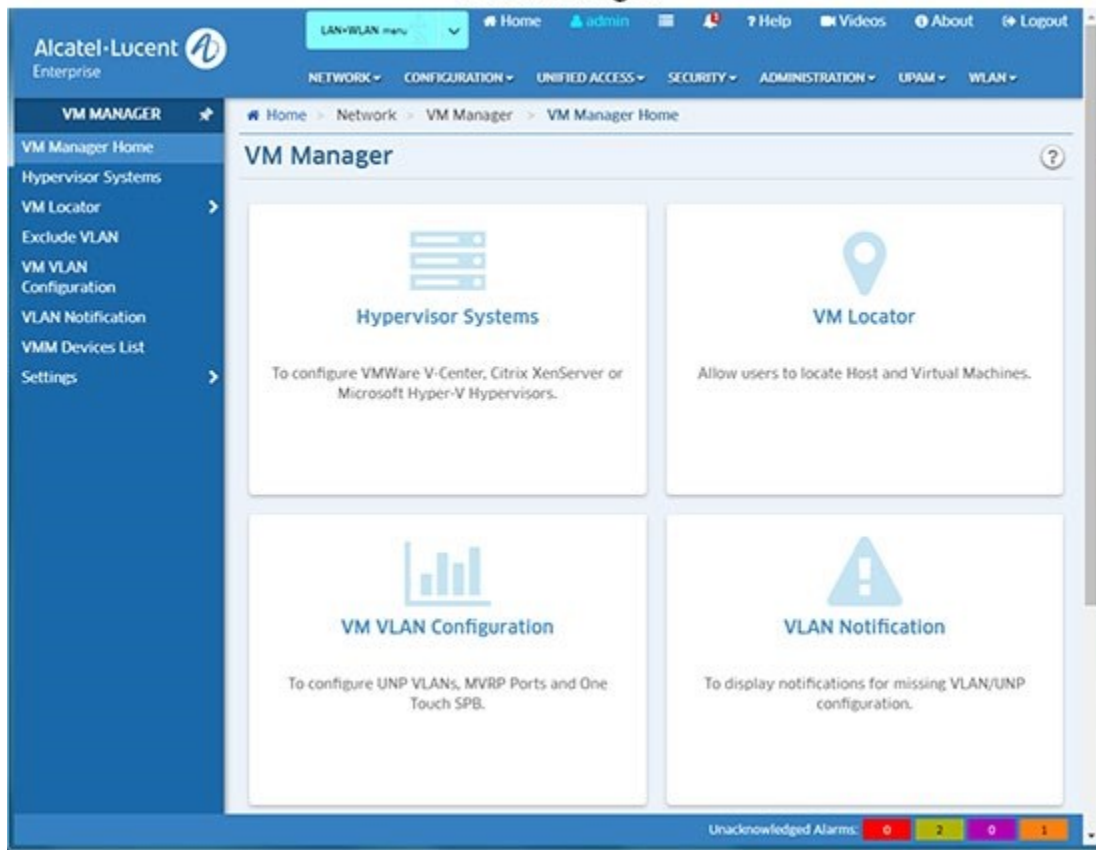 Alcatel·Lucent
Enterprise
LAN+WLAN menu
Home admin ? Help Videos About Logout
NETWORK CONFIGURATION UNIFIED ACCESS SECURITY ADMINISTRATION UPAM WLAN
VM MANAGER
VM Manager Home
Hypervisor Systems
VM Locator
Exclude VLAN
VM VLAN
Configuration
VLAN Notification
VMM Devices List
Settings
Home > Network > VM Manager > VM Manager Home
VM Manager
?
Hypervisor Systems
To configure VMWare V-Center, Citrix XenServer or
Microsoft Hyper-V Hypervisors.
VM Locator
Allow users to locate Host and Virtual Machines.
VM VLAN Configuration
To configure UNP VLANs, MVRP Ports and One
Touch SPB.
VLAN Notification
To display notifications for missing VLAN/UNP
configuration.
Unacknowledged Alarms: 0 2 0 1